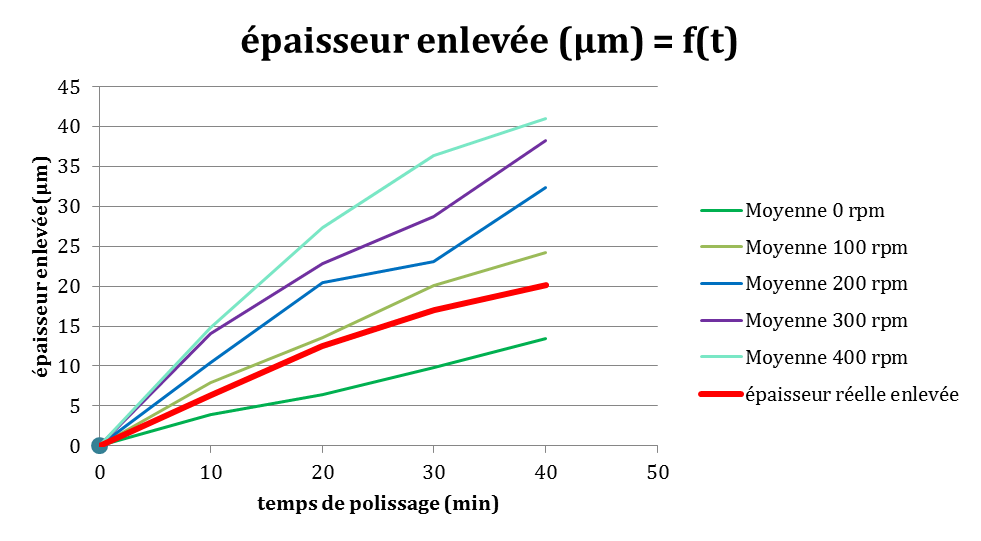 épaisseur enlevée (µm) = f(t)
45
40
35
30
25
20
15
10
5
0
épaisseur enlevée(µm)
0 10 20 30 40 50
temps de polissage (min)
Moyenne 0 rpm
Moyenne 100 rpm
Moyenne 200 rpm
Moyenne 300 rpm
Moyenne 400 rpm
épaisseur réelle enlevée